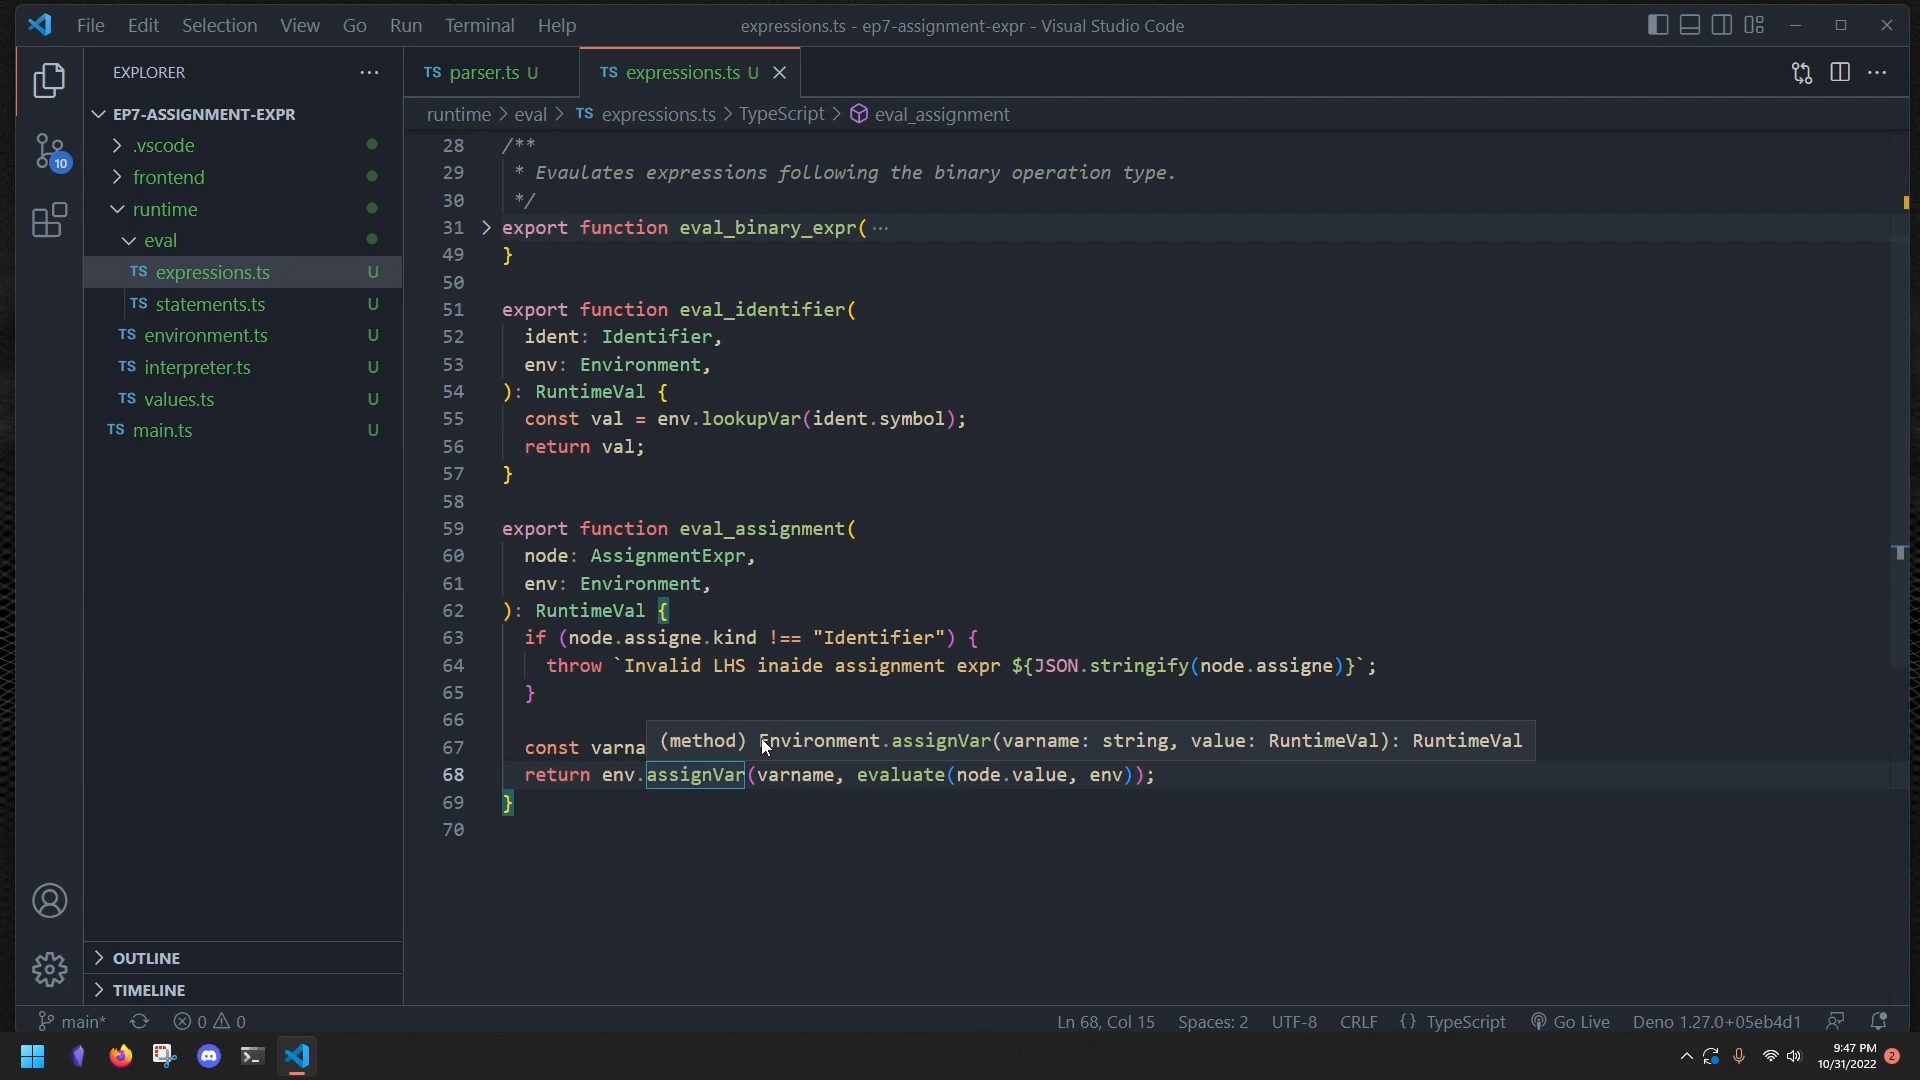 File Edit Selection View Go Run Terminal Help
expressions.ts - ep7-assignment-expr - Visual Studio Code
EXPLORER
EP7-ASSIGNMENT-EXPR
.vscode
frontend
runtime
eval
TS expressions.ts U
TS statements.ts U
TS environment.ts U
TS interpreter.ts U
TS values.ts U
TS main.ts U
OUTLINE
TIMELINE
10
TS parser.ts U
TS expressions.ts U
runtime > eval > TS expressions.ts > TypeScript > eval_assignment
28 /**
29 * Evaulates expressions following the binary operation type.
30 */
31 export function eval_binary_expr(···
49 }
50
51 export function eval_identifier(
52 ident: Identifier,
53 env: Environment,
54 ): RuntimeVal {
55 const val = env.lookupVar(ident.symbol);
56 return val;
57 }
58
59 export function eval_assignment(
60 node: AssignmentExpr,
61 env: Environment,
62 ): RuntimeVal {
63 if (node.assigne.kind !== "Identifier") {
64 throw `Invalid LHS inaide assignment expr ${JSON.stringify(node.assigne)}`;
65 }
66
(method) Environment.assignVar(varname: string, value: RuntimeVal): RuntimeVal
67 const varna
68 return env.assignVar(varname, evaluate(node.value, env));
69 }
70
main* 0 0
Ln 68, Col 15 Spaces: 2 UTF-8 CRLF {} TypeScript Go Live Deno 1.27.0+05eb4d1
9:47 PM
10/31/2022
2